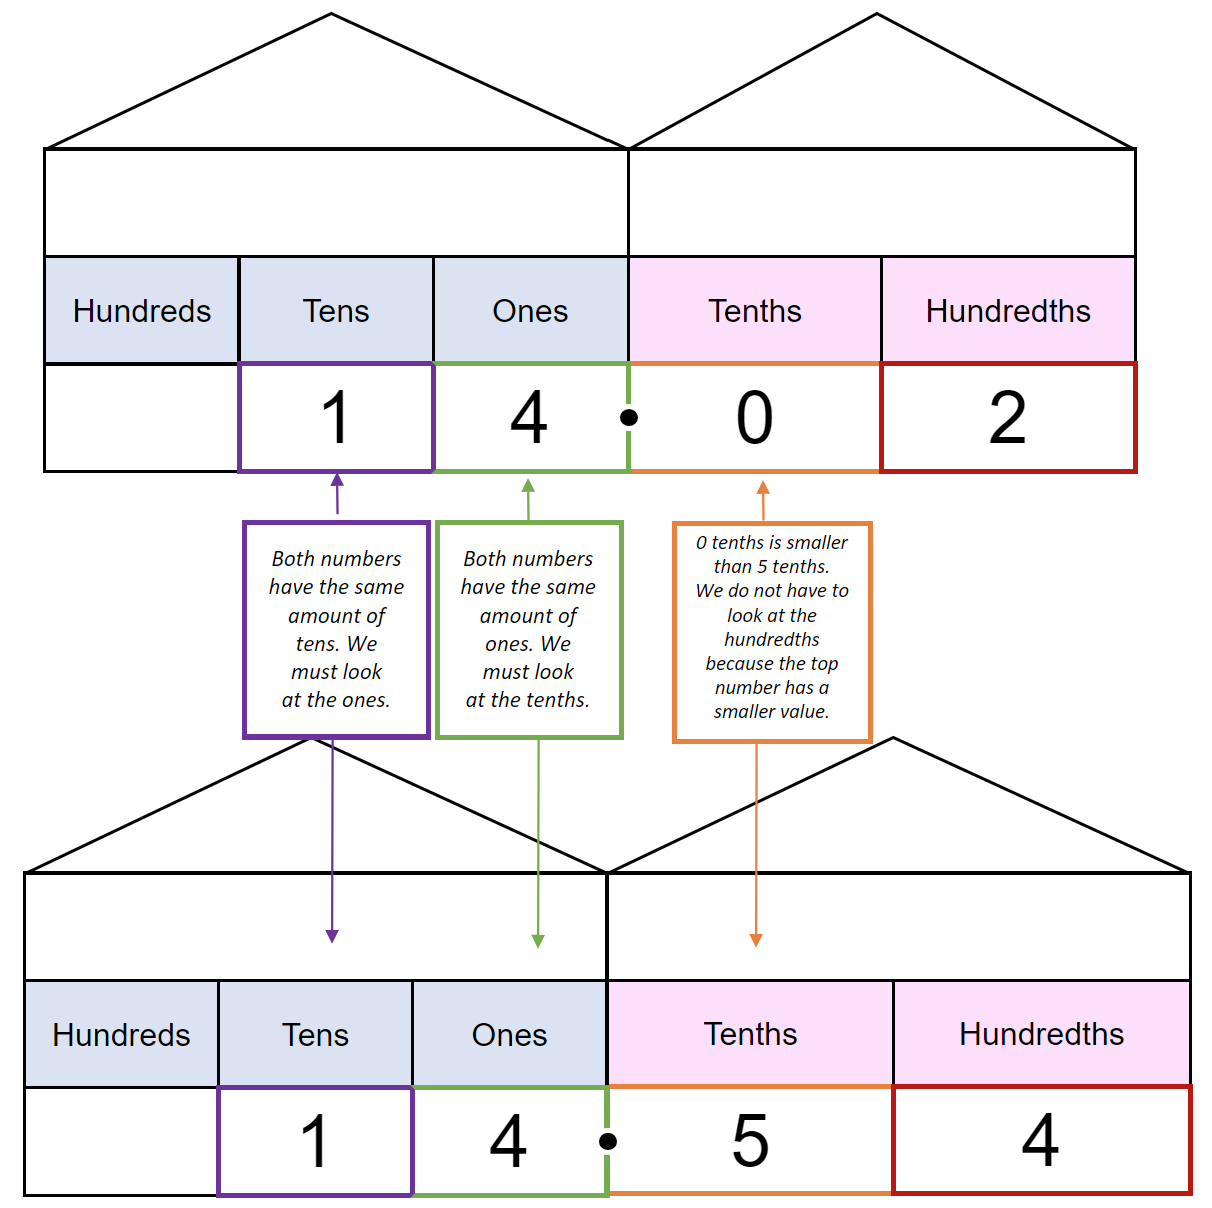 Hundreds Tens Ones Tenths Hundredths
1 4 . 0 2
Both numbers
have the same
amount of
tens. We
must look
at the ones.
Both numbers
have the same
amount of
ones. We
must look
at the tenths.
0 tenths is smaller
than 5 tenths.
We do not have to
look at the
hundredths
because the top
number has a
smaller value.
Hundreds Tens Ones Tenths Hundredths
1 4 . 5 4